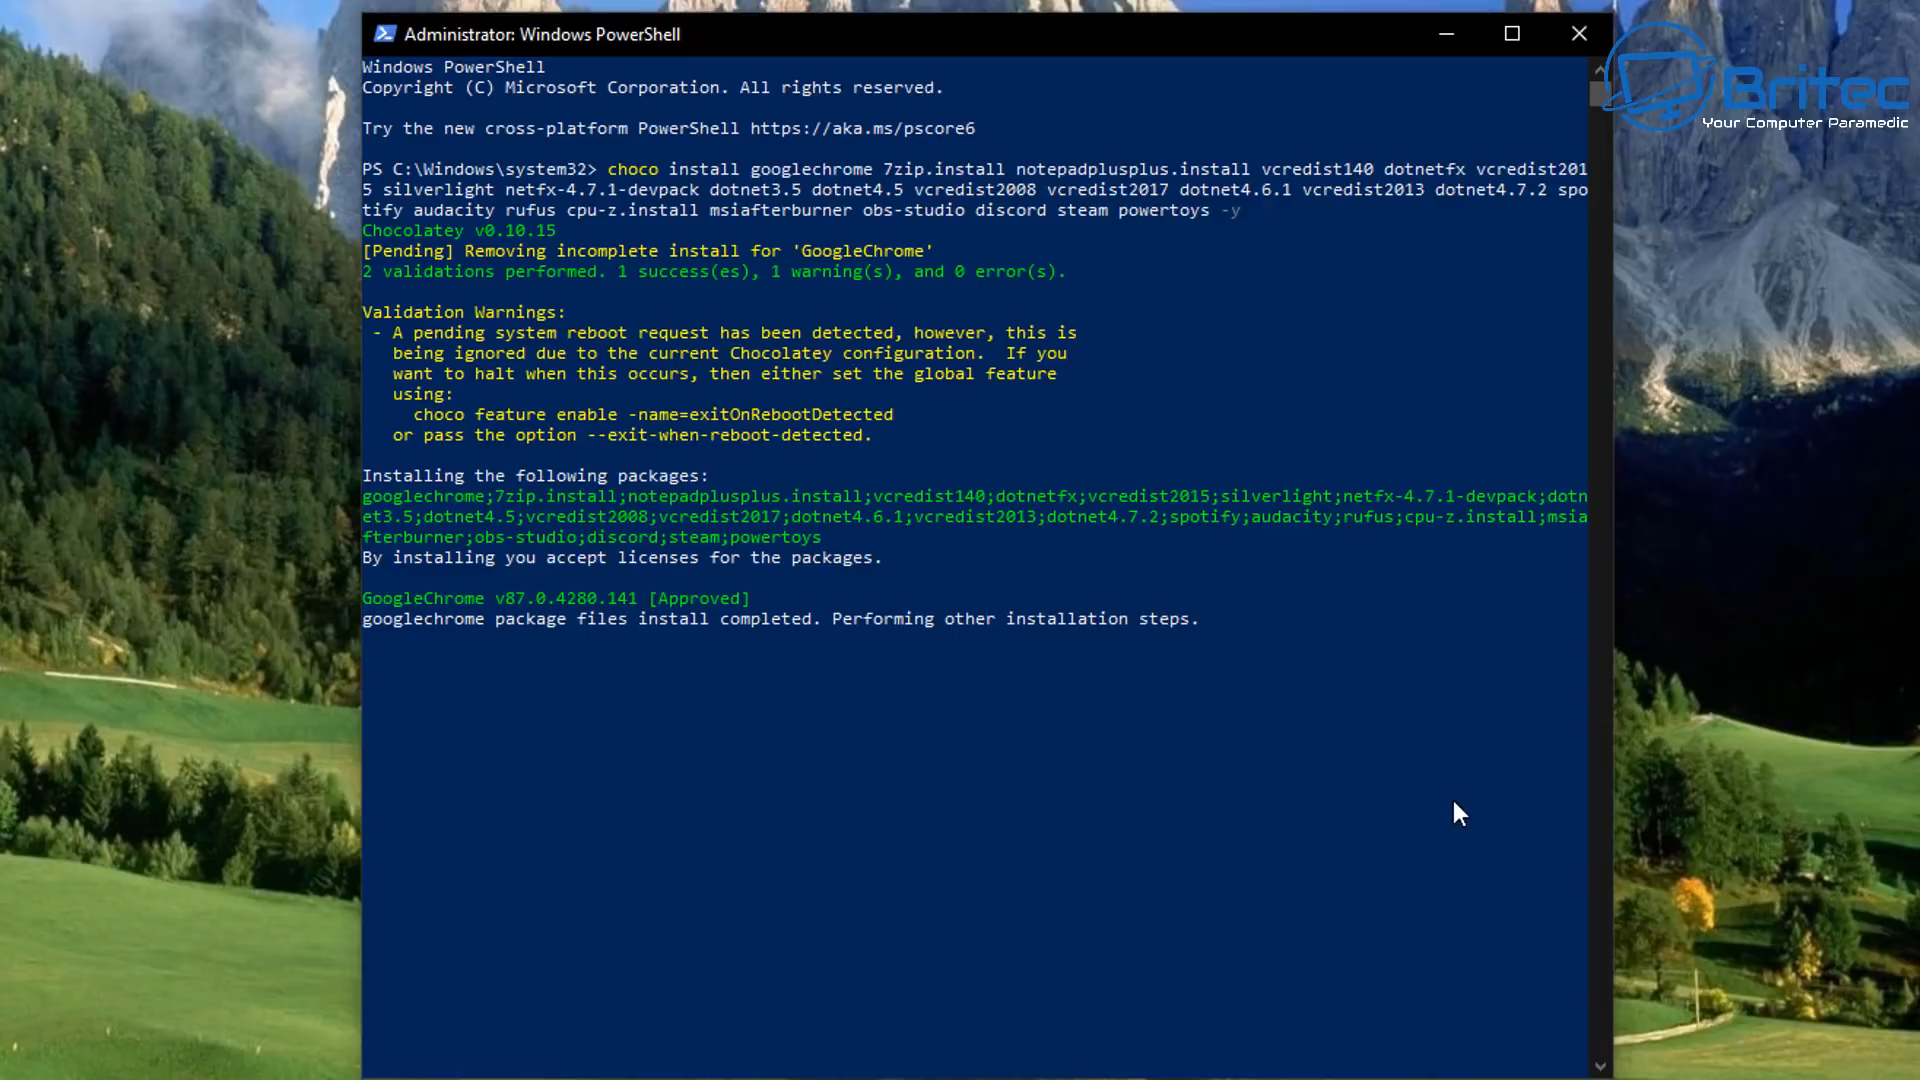 Administrator: Windows PowerShell
Britec
Your Computer Paramedic
Windows PowerShell
Copyright (C) Microsoft Corporation. All rights reserved.
Try the new cross-platform PowerShell https://aka.ms/pscore6
PS C:\Windows\system32> choco install googlechrome 7zip.install notepadplusplus.install vcredist140 dotnetfx vcredist201
5 silverlight netfx-4.7.1-devpack dotnet3.5 dotnet4.5 vcredist2008 vcredist2017 dotnet4.6.1 vcredist2013 dotnet4.7.2 spo
tify audacity rufus cpu-z.install msiafterburner obs-studio discord steam powertoys -y
Chocolatey v0.10.15
[Pending] Removing incomplete install for 'GoogleChrome'
2 validations performed. 1 success(es), 1 warning(s), and 0 error(s).
Validation Warnings:
- A pending system reboot request has been detected, however, this is
being ignored due to the current Chocolatey configuration. If you
want to halt when this occurs, then either set the global feature
using:
choco feature enable -name=exitOnRebootDetected
or pass the option --exit-when-reboot-detected.
Installing the following packages:
googlechrome;7zip.install;notepadplusplus.install;vcredist140;dotnetfx;vcredist2015;silverlight;netfx-4.7.1-devpack;dotn
et3.5;dotnet4.5;vcredist2008;vcredist2017;dotnet4.6.1;vcredist2013;dotnet4.7.2;spotify;audacity;rufus;cpu-z.install;msia
fterburner;obs-studio;discord;steam;powertoys
By installing you accept licenses for the packages.
GoogleChrome v87.0.4280.141 [Approved]
googlechrome package files install completed. Performing other installation steps.